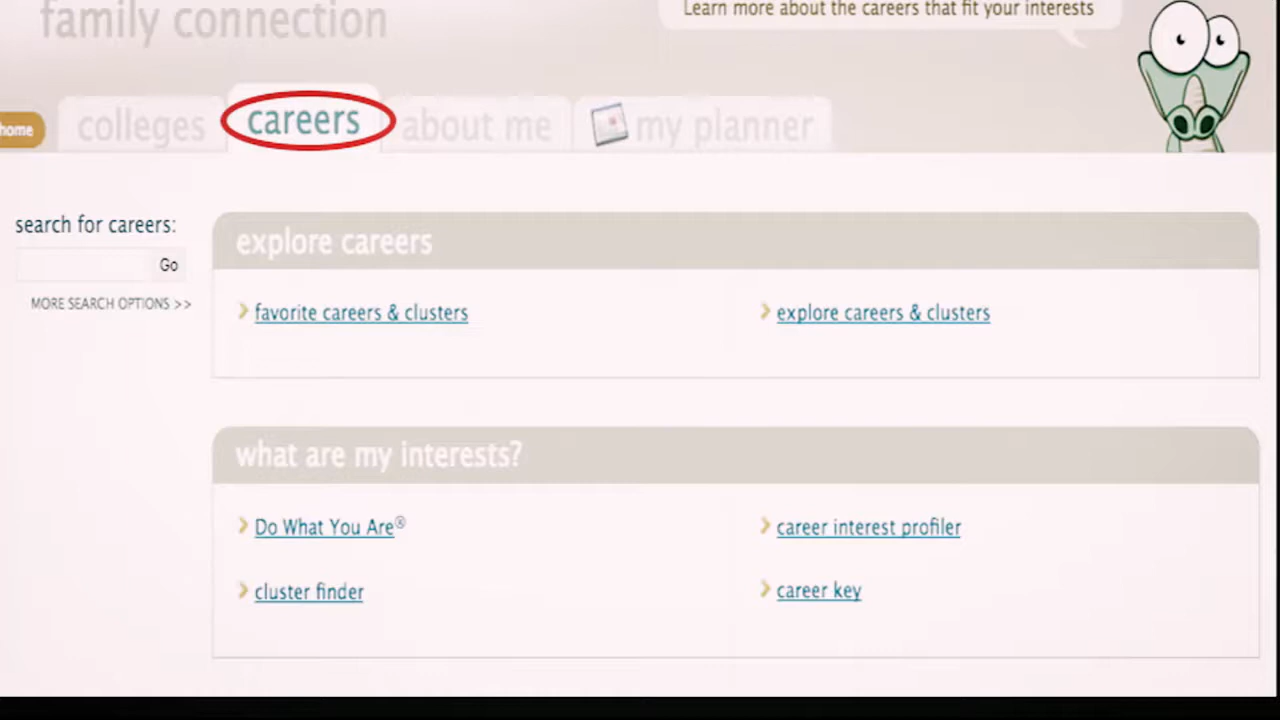 family connection
Learn more about the careers that fit your interests
home
colleges
careers
about me
my planner
search for careers:
Go
MORE SEARCH OPTIONS >>
explore careers
favorite careers & clusters
explore careers & clusters
what are my interests?
Do What You Are®
career interest profiler
cluster finder
career key